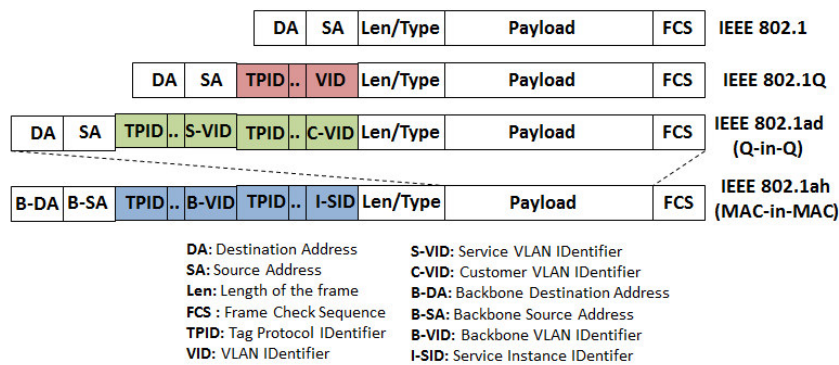 DA SA Len/Type Payload FCS IEEE 802.1
DA SA TPID .. VID Len/Type Payload FCS IEEE 802.1Q
DA SA TPID .. S-VID TPID .. C-VID Len/Type Payload FCS IEEE 802.1ad
(Q-in-Q)
B-DA B-SA TPID .. B-VID TPID .. I-SID Len/Type Payload FCS IEEE 802.1ah
(MAC-in-MAC)
DA: Destination Address
SA: Source Address
Len: Length of the frame
FCS : Frame Check Sequence
TPID: Tag Protocol IDentifier
VID: VLAN IDentifier
S-VID: Service VLAN IDentifier
C-VID: Customer VLAN IDentifier
B-DA: Backbone Destination Address
B-SA: Backbone Source Address
B-VID: Backbone VLAN IDentifier
I-SID: Service Instance IDentifer